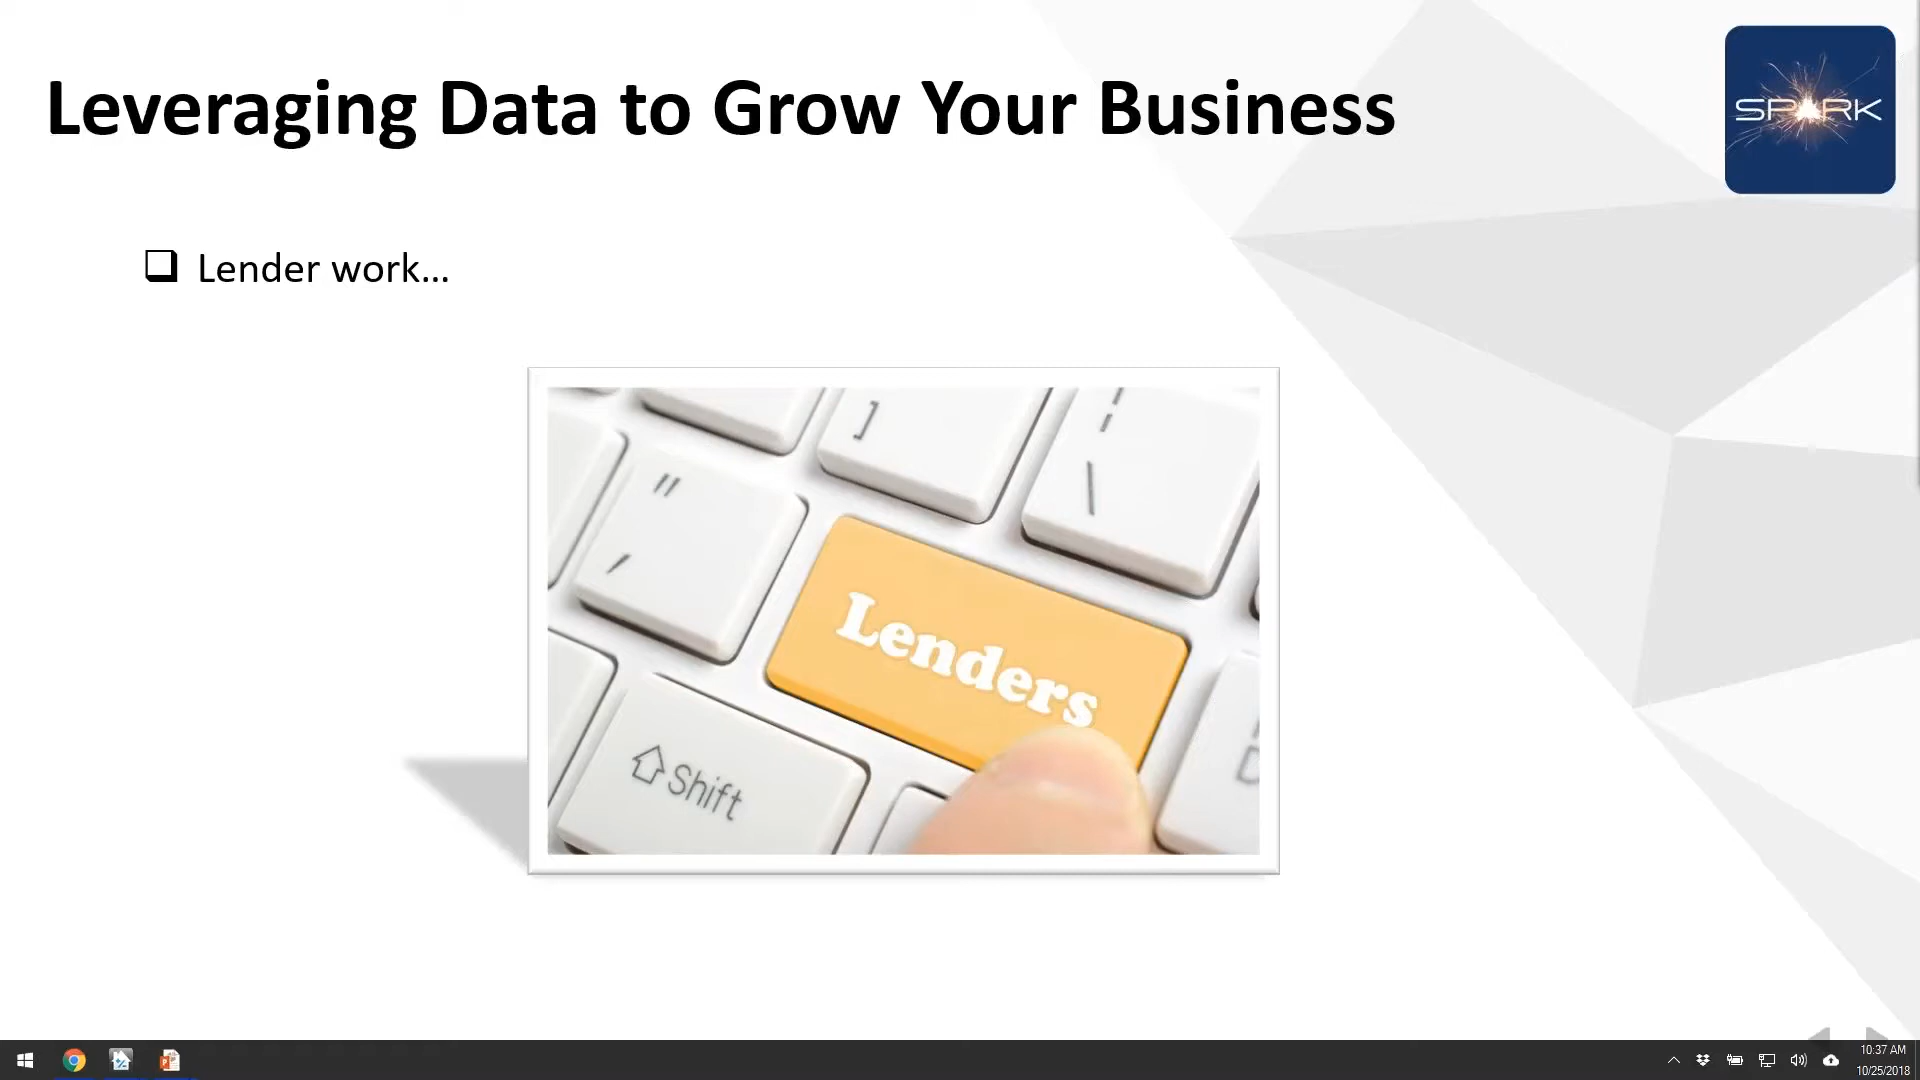 Leveraging Data to Grow Your Business
SPARK
Lender work...
]
\
"
'
Lenders
Shift
10:37 AM
10/25/2018